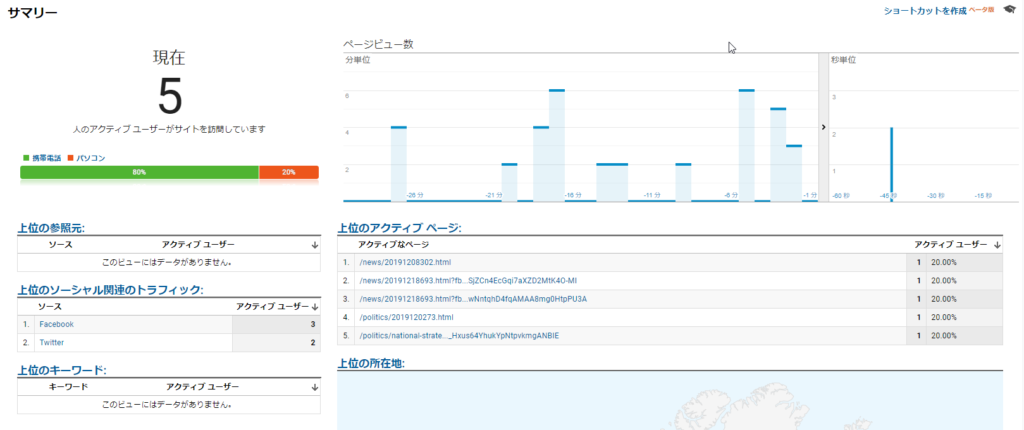 サマリー
ショートカットを作成 ベータ版
現在
5
人のアクティブ ユーザーがサイトを訪問しています
携帯電話 パソコン
80% 20%
ページビュー数
分単位
6
4
2
-26 分 -21 分 -16 分 -11 分 -6 分 -1 分
秒単位
3
2
1
-60 秒 -45 秒 -30 秒 -15 秒
上位の参照元:
ソース アクティブ ユーザー
このビューにはデータがありません。
上位のソーシャル関連のトラフィック:
ソース アクティブ ユーザー
1. Facebook 3
2. Twitter 2
上位のキーワード:
キーワード アクティブ ユーザー
このビューにはデータがありません。
上位のアクティブ ページ:
アクティブなページ アクティブ ユーザー
1. /news/20191208302.html 1 20.00%
2. /news/20191218693.html?fb...SjZCn4EcGqi7aXZD2MtK4O-MI 1 20.00%
3. /news/20191218693.html?fb...wNntqhD4fqAMAA8mg0HtpPU3A 1 20.00%
4. /politics/2019120273.html 1 20.00%
5. /politics/national-strate..._Hxus64YhukYpNtpvkmgANBIE 1 20.00%
上位の所在地: